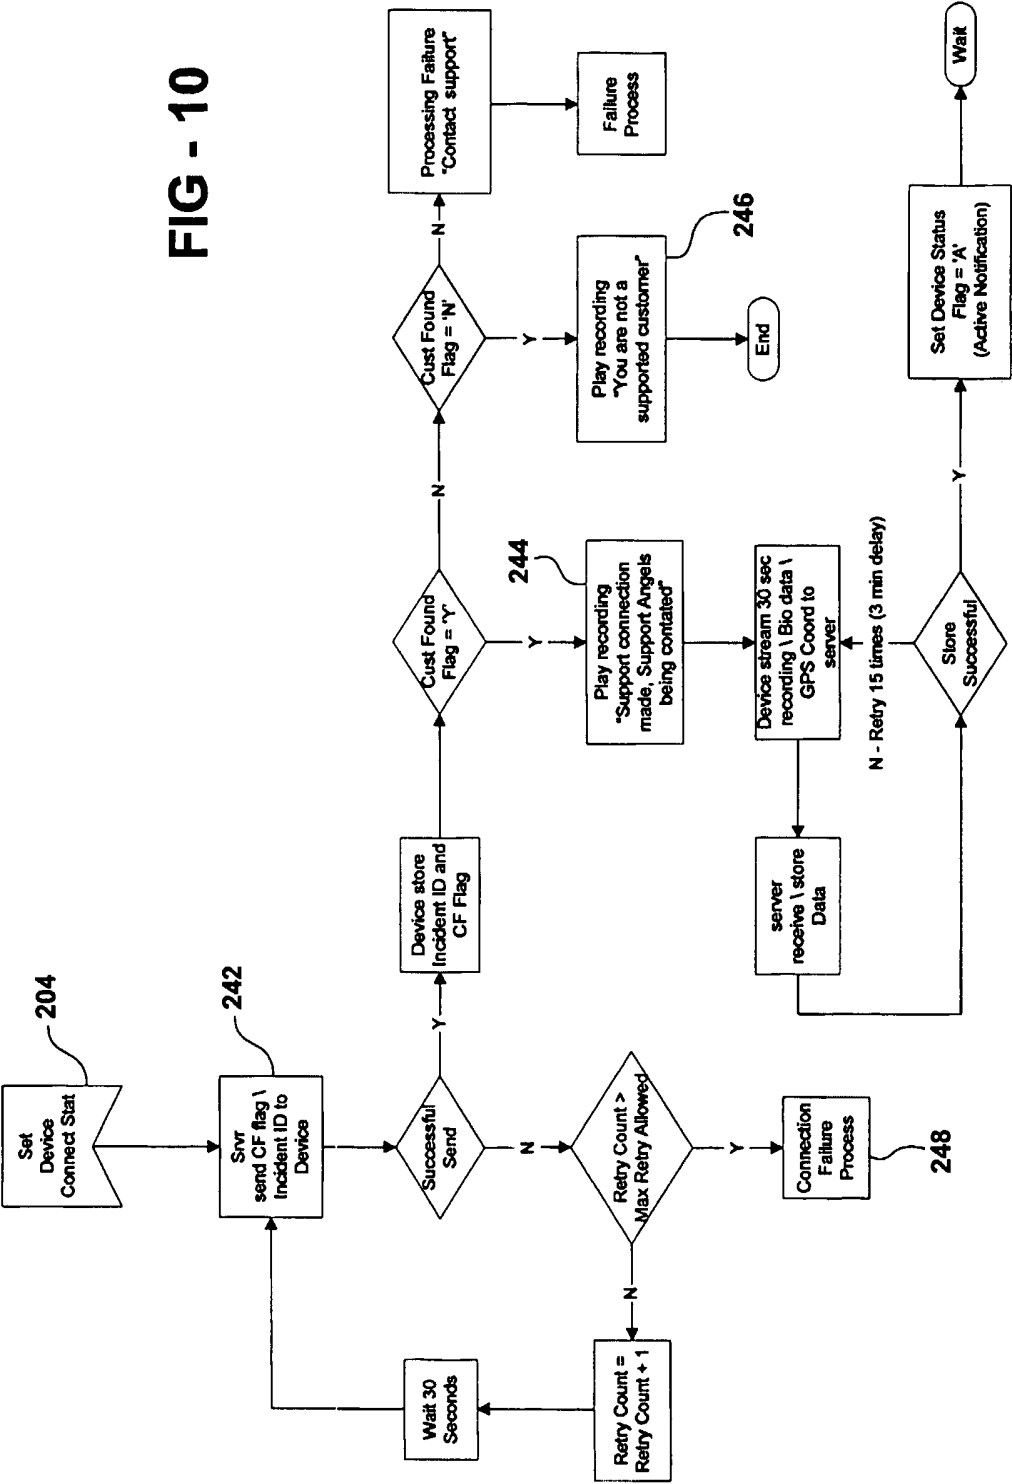 FIG - 10
Set
Device
Connect Stat
204
Srvr
send CF flag \
Incident ID to
Device
242
Successful
Send
Y
N
Device store
Incident ID and
CF Flag
Retry Count >
Max Retry Allowed
N
Y
Retry Count =
Retry Count + 1
Wait 30
Seconds
Connection
Failure
Process
248
Cust Found
Flag = 'Y'
N
Y
Cust Found
Flag = 'N'
N
Y
Processing Failure
"Contact support"
Failure
Process
Play recording
"You are not a
supported customer"
246
End
Play recording
"Support connection
made, Support Angels
being contated"
244
Device stream 30 sec
recording \ Bio data \
GPS Coord to
server
server
receive \ store
Data
N - Retry 15 times (3 min delay)
Store
Successful
Y
Set Device Status
Flag = 'A'
(Active Notification)
Wait